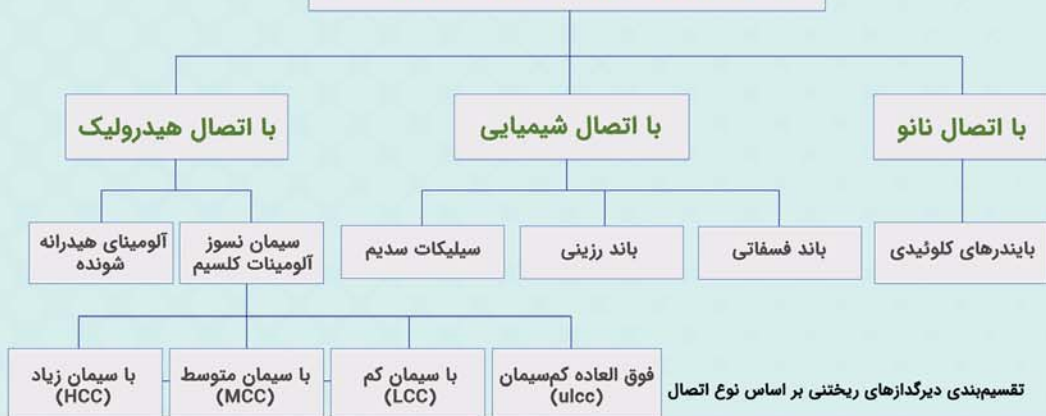 با اتصال نانو
با اتصال شیمیایی
با اتصال هیدرولیک
بایندرهای کلوئیدی
باند فسفاتی
باند رزینی
سیلیکات سدیم
سیمان نسوز
آلومینات کلسیم
آلومینای هیدراته
شونده
فوق العاده کم‌سیمان
(ulcc)
با سیمان کم
(LCC)
با سیمان متوسط
(MCC)
با سیمان زیاد
(HCC)
تقسیم‌بندی دیرگدازهای ریختنی بر اساس نوع اتصال